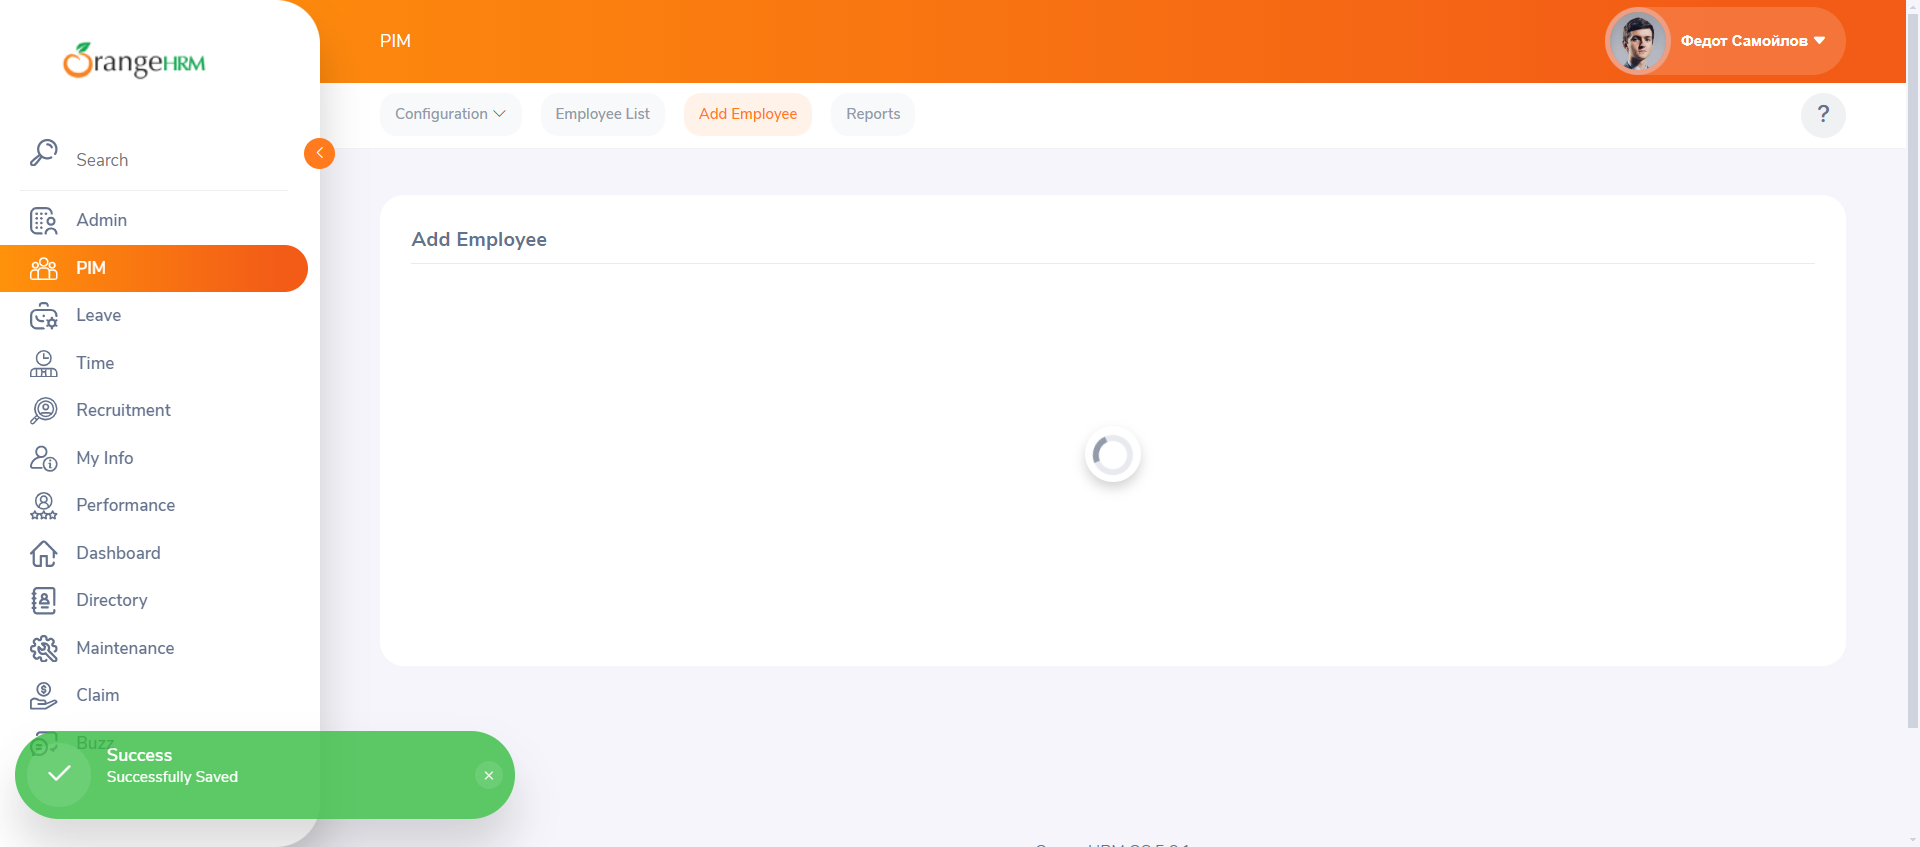 OrangeHRM
PIM
Федот Самойлов
Configuration
Employee List
Add Employee
Reports
?
Search
Admin
PIM
Leave
Time
Recruitment
My Info
Performance
Dashboard
Directory
Maintenance
Claim
Buzz
Add Employee
Success
Successfully Saved